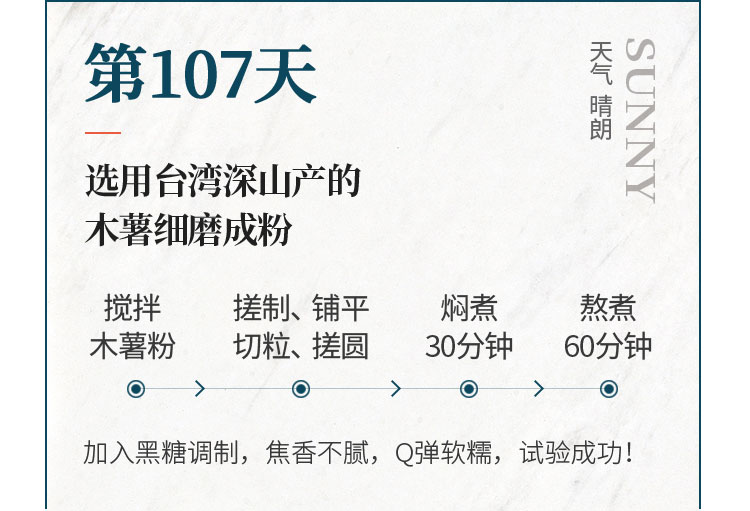 第107天
天气 晴朗
SUNNY
选用台湾深山产的
木薯细磨成粉
搅拌
木薯粉
搓制、铺平
切粒、搓圆
焖煮
30分钟
熬煮
60分钟
加入黑糖调制，焦香不腻，Q弹软糯，试验成功！